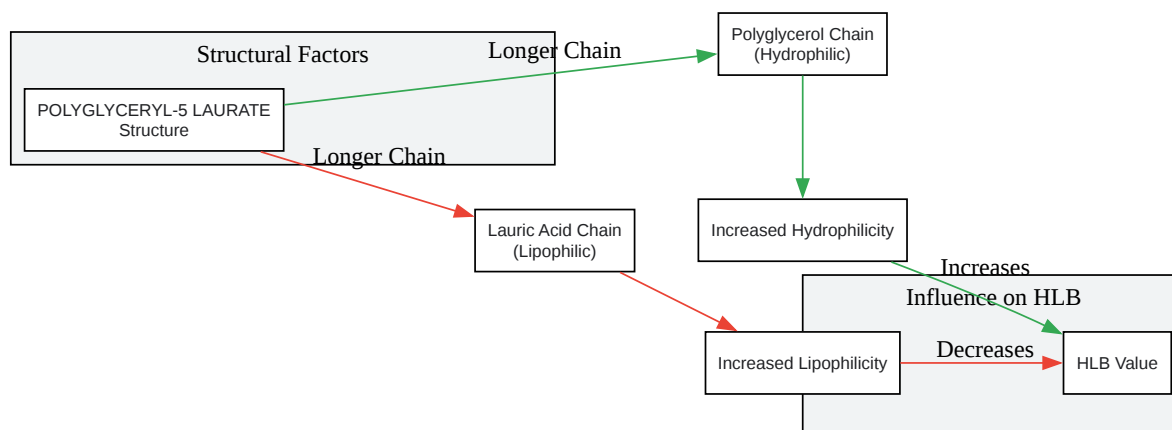 Structural Factors
POLYGLYCERYL-5 LAURATE
Structure
Longer Chain
Polyglycerol Chain
(Hydrophilic)
Longer Chain
Lauric Acid Chain
(Lipophilic)
Increased Hydrophilicity
Increases
Influence on HLB
Increased Lipophilicity
Decreases
HLB Value